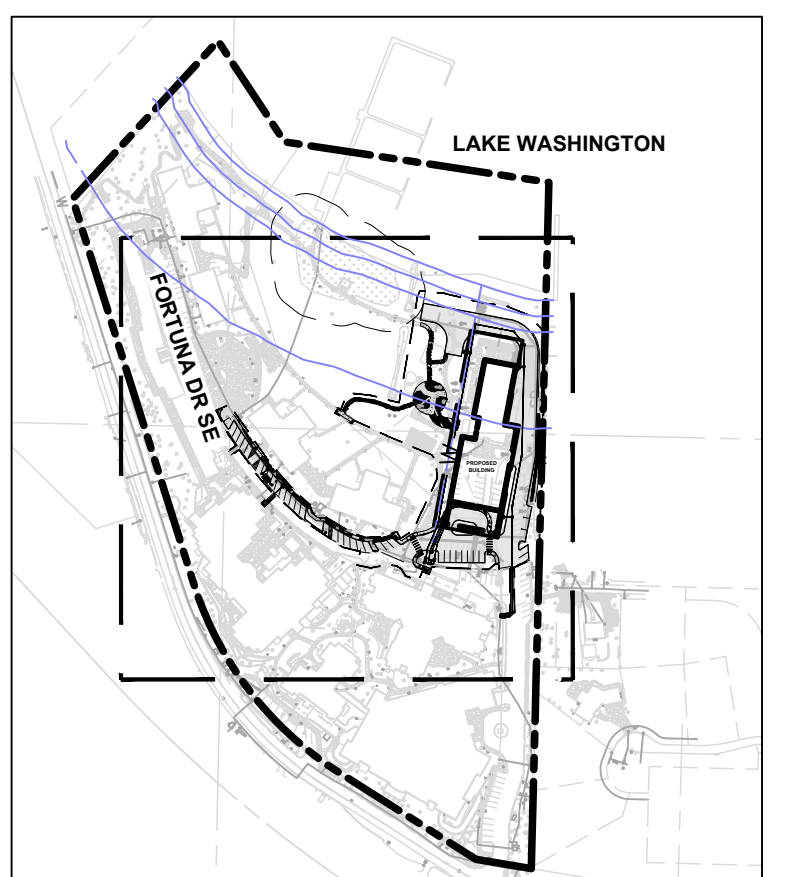 LAKE WASHINGTON
FORTUNA DR SE
PROPOSED
BUILDING
W
W